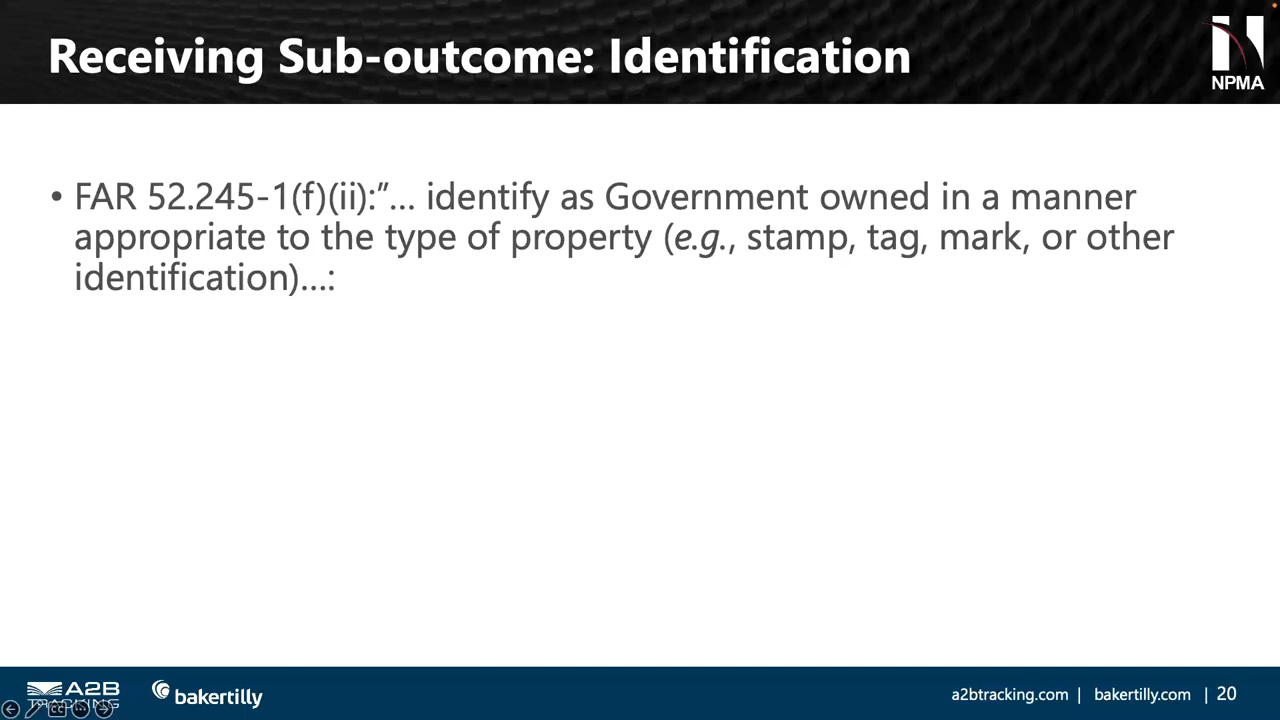 Receiving Sub-outcome: Identification
NPMA
• FAR 52.245-1(f)(ii):”... identify as Government owned in a manner
appropriate to the type of property (e.g., stamp, tag, mark, or other
identification)...:
A2B
TRACKING
bakertilly
a2btracking.com | bakertilly.com | 20